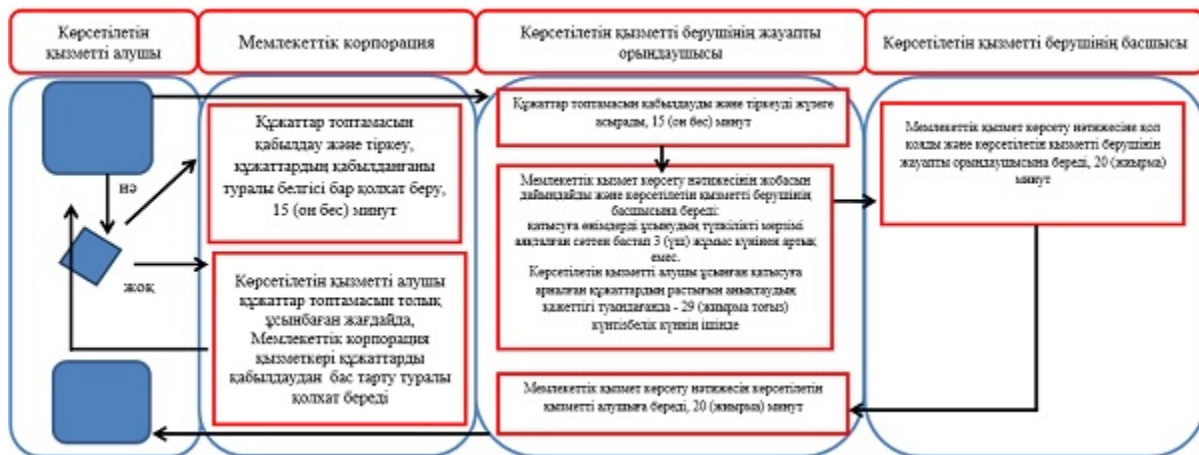 Көрсетілетін
қызметті алушы
Мемлекеттік корпорация
Көрсетілетін қызметті берушінің жауапты
орындаушысы
Көрсетілетін қызметті берушінің басшысы
иә
жоқ
Құжаттар топтамасын
қабылдау және тіркеу,
құжаттардың қабылданғаны
туралы белгісі бар қолхат беру,
15 (он бес) минут
Көрсетілетін қызметті алушы
құжаттар топтамасын толық
ұсынбаған жағдайда,
Мемлекеттік корпорация
қызметкері құжаттарды
қабылдаудан бас тарту туралы
қолхат береді
Құжаттар топтамасын қабылдауды және тіркеуді жүзеге
асырады, 15 (он бес) минут
Мемлекеттік қызмет көрсету нәтижесінің жобасын
дайындайды және көрсетілетін қызметті берушінің
басшысына береді:
қатысуға өтінімдерді ұсынудың түпкілікті мерзімі
аяқталған сәттен бастап 3 (үш) жұмыс күнінен артық
емес.
Көрсетілетін қызметті алушы ұсынған қатысуға
арналған құжаттардың растығын анықтаудың
қажеттігі туындағанда - 29 (жиырма тоғыз)
күнтізбелік күннің ішінде
Мемлекеттік қызмет көрсету нәтижесін көрсетілетін
қызметті алушыға береді, 20 (жиырма) минут
Мемлекеттік қызмет көрсету нәтижесіне қол
қояды және көрсетілетін қызметті берушінің
жауапты орындаушысына береді, 20 (жиырма)
минут